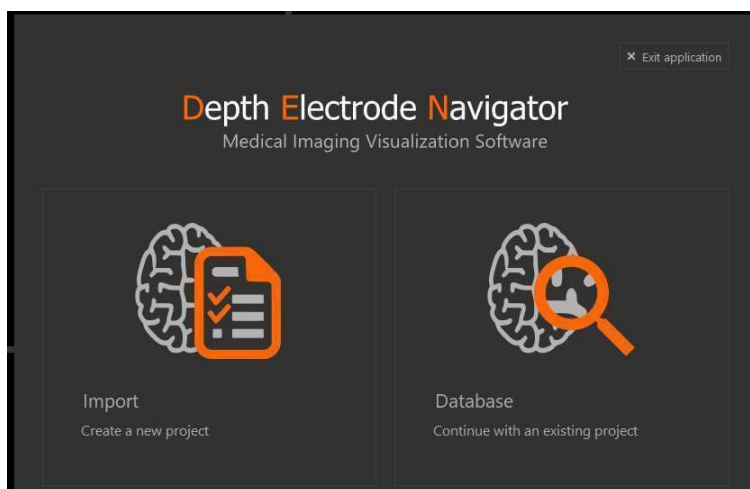 × Exit application
Depth Electrode Navigator
Medical Imaging Visualization Software
Import
Create a new project
Database
Continue with an existing project